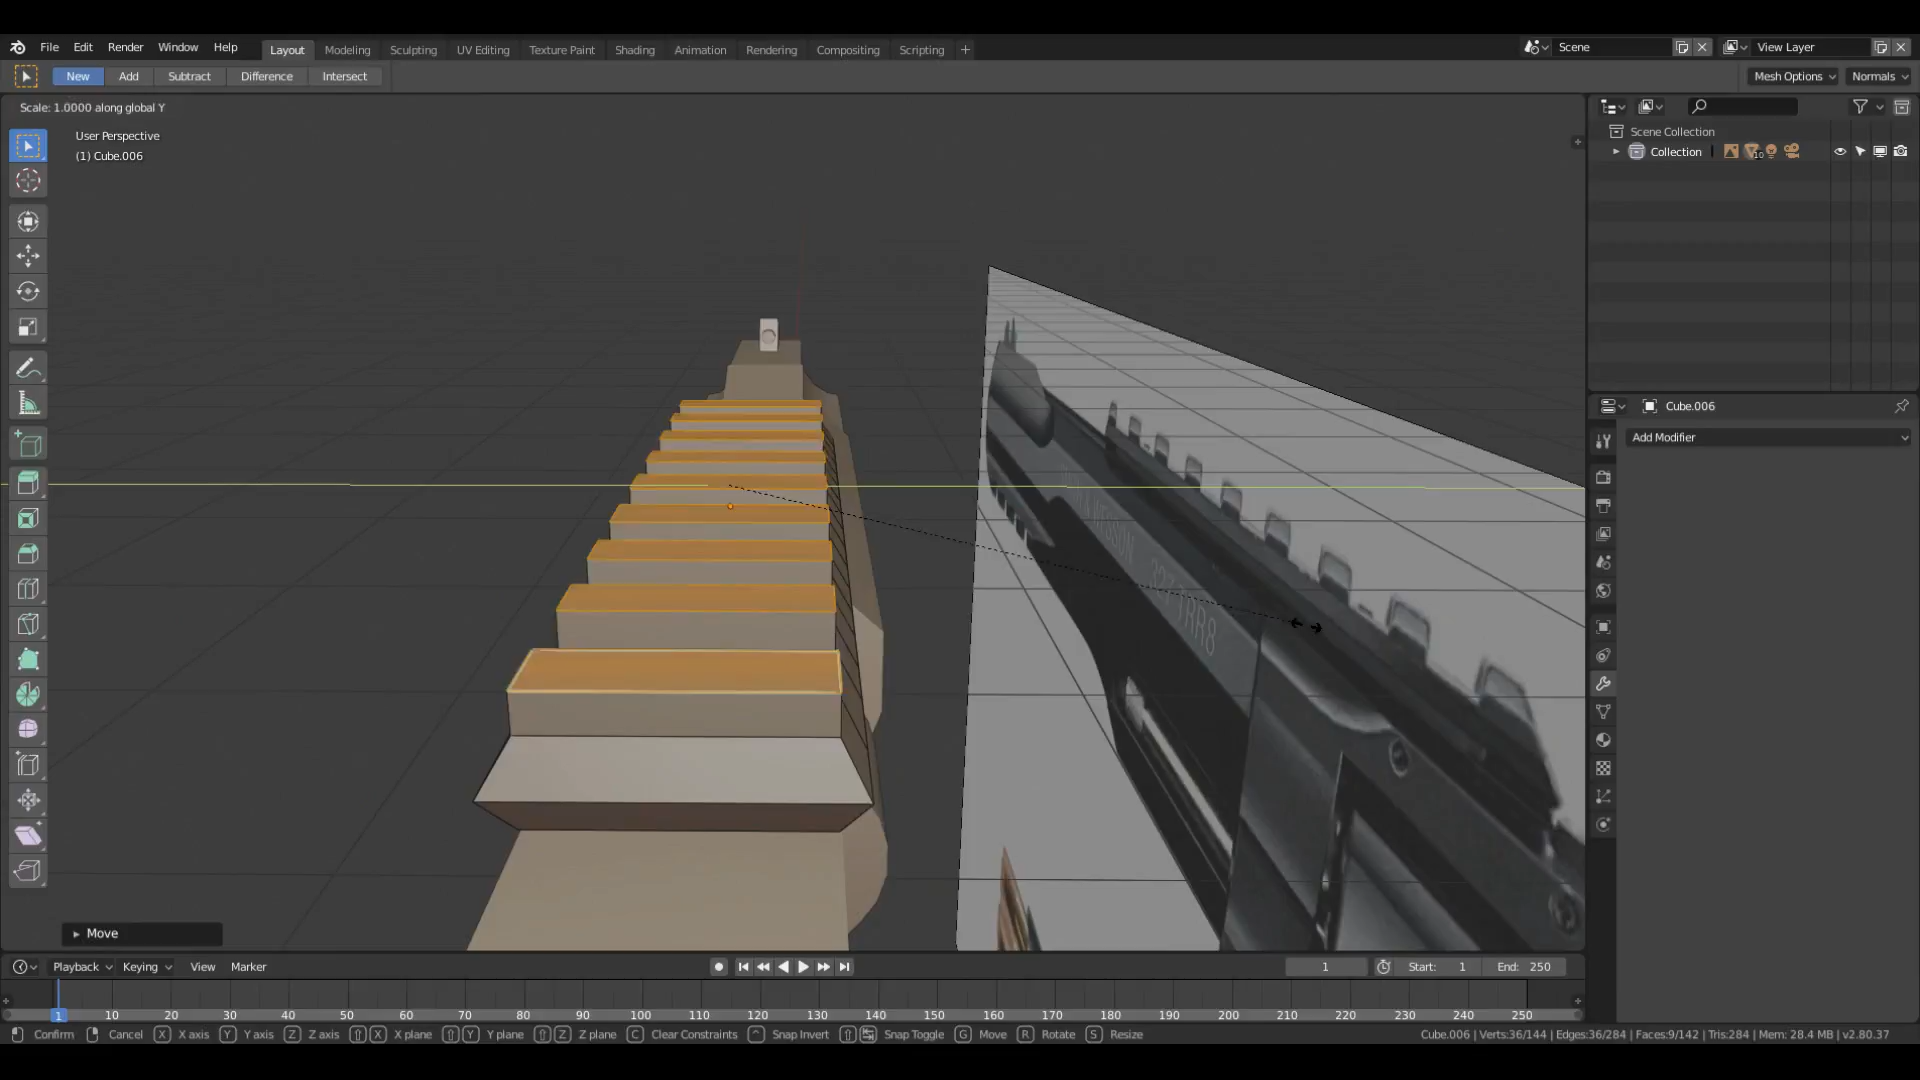 File Edit Render Window Help Layout Modeling Sculpting UV Editing Texture Paint Shading Animation Rendering Compositing Scripting Scene View Layer
New Add Subtract Difference Intersect Mesh Options Normals
Scale: 1.0000 along global Y
User Perspective
(1) Cube.006
Scene Collection
Collection 10
Cube.006
Add Modifier
327 TRR8
Move
Playback Keying View Marker 1 Start: 1 End: 250
1 10 20 30 40 50 60 70 80 90 100 110 120 130 140 150 160 170 180 190 200 210 220 230 240 250
Confirm Cancel X X axis Y Y axis Z Z axis X X plane Y Y plane Z Z plane C Clear Constraints ^ Snap Invert Snap Toggle G Move R Rotate S Resize Cube.006 | Verts:36/144 | Edges:36/284 | Faces:9/142 | Tris:284 | Mem: 28.4 MB | v2.80.37